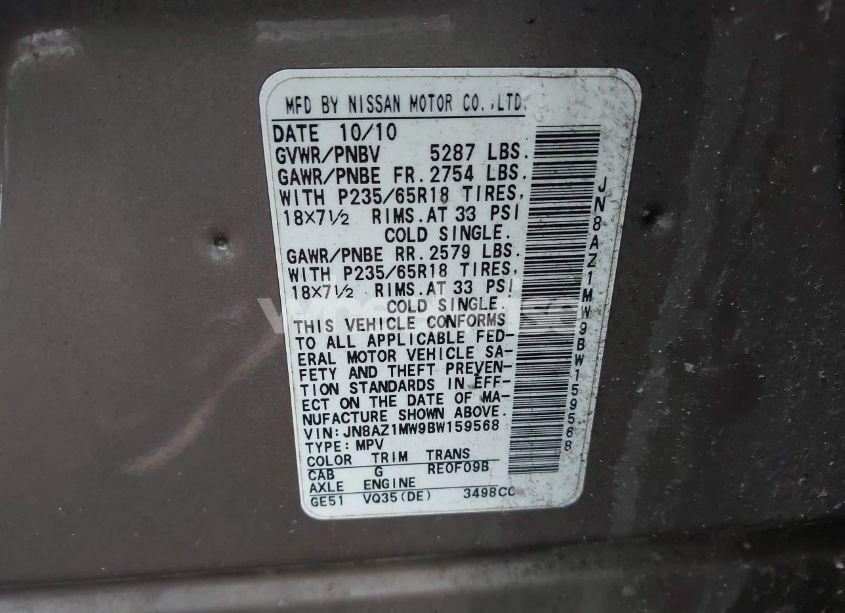 MFD BY NISSAN MOTOR CO.,LTD.
DATE 10/10
GVWR/PNBV 5287 LBS.
GAWR/PNBE FR. 2754 LBS.
WITH P235/65R18 TIRES,
18×7½ RIMS.AT 33 PSI
COLD SINGLE.
GAWR/PNBE RR. 2579 LBS.
WITH P235/65R18 TIRES,
18×7½ RIMS.AT 33 PSI
COLD SINGLE.
THIS VEHICLE CONFORMS
TO ALL APPLICABLE FED-
ERAL MOTOR VEHICLE SA-
FETY AND THEFT PREVEN-
TION STANDARDS IN EFF-
ECT ON THE DATE OF MA-
NUFACTURE SHOWN ABOVE.
VIN:JN8AZ1MW9BW159568
TYPE:MPV
COLOR TRIM TRANS
CAB G RE0F09B
AXLE ENGINE
GE51 VQ35(DE) 3498CC
JN8AZ1MW9BW159568